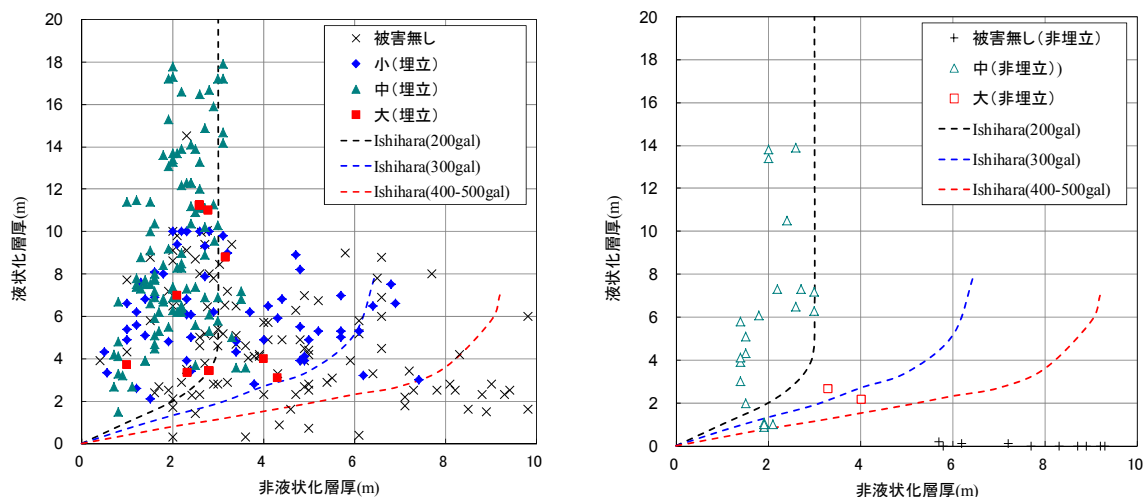 20
18
16
14
12
10
8
6
4
2
0
液状化層厚(m)
0 2 4 6 8 10
非液状化層厚(m)
被害無し
小(埋立)
中(埋立)
大(埋立)
Ishihara(200gal)
Ishihara(300gal)
Ishihara(400-500gal)
20
18
16
14
12
10
8
6
4
2
0
液状化層厚(m)
0 2 4 6 8 10
非液状化層厚(m)
被害無し(非埋立)
中(非埋立))
大(非埋立)
Ishihara(200gal)
Ishihara(300gal)
Ishihara(400-500gal)